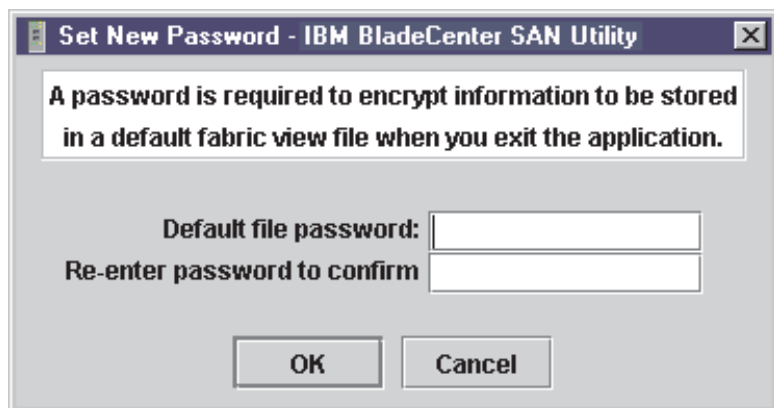 Set New Password - IBM BladeCenter SAN Utility
A password is required to encrypt information to be stored
in a default fabric view file when you exit the application.
Default file password:
Re-enter password to confirm
OK Cancel